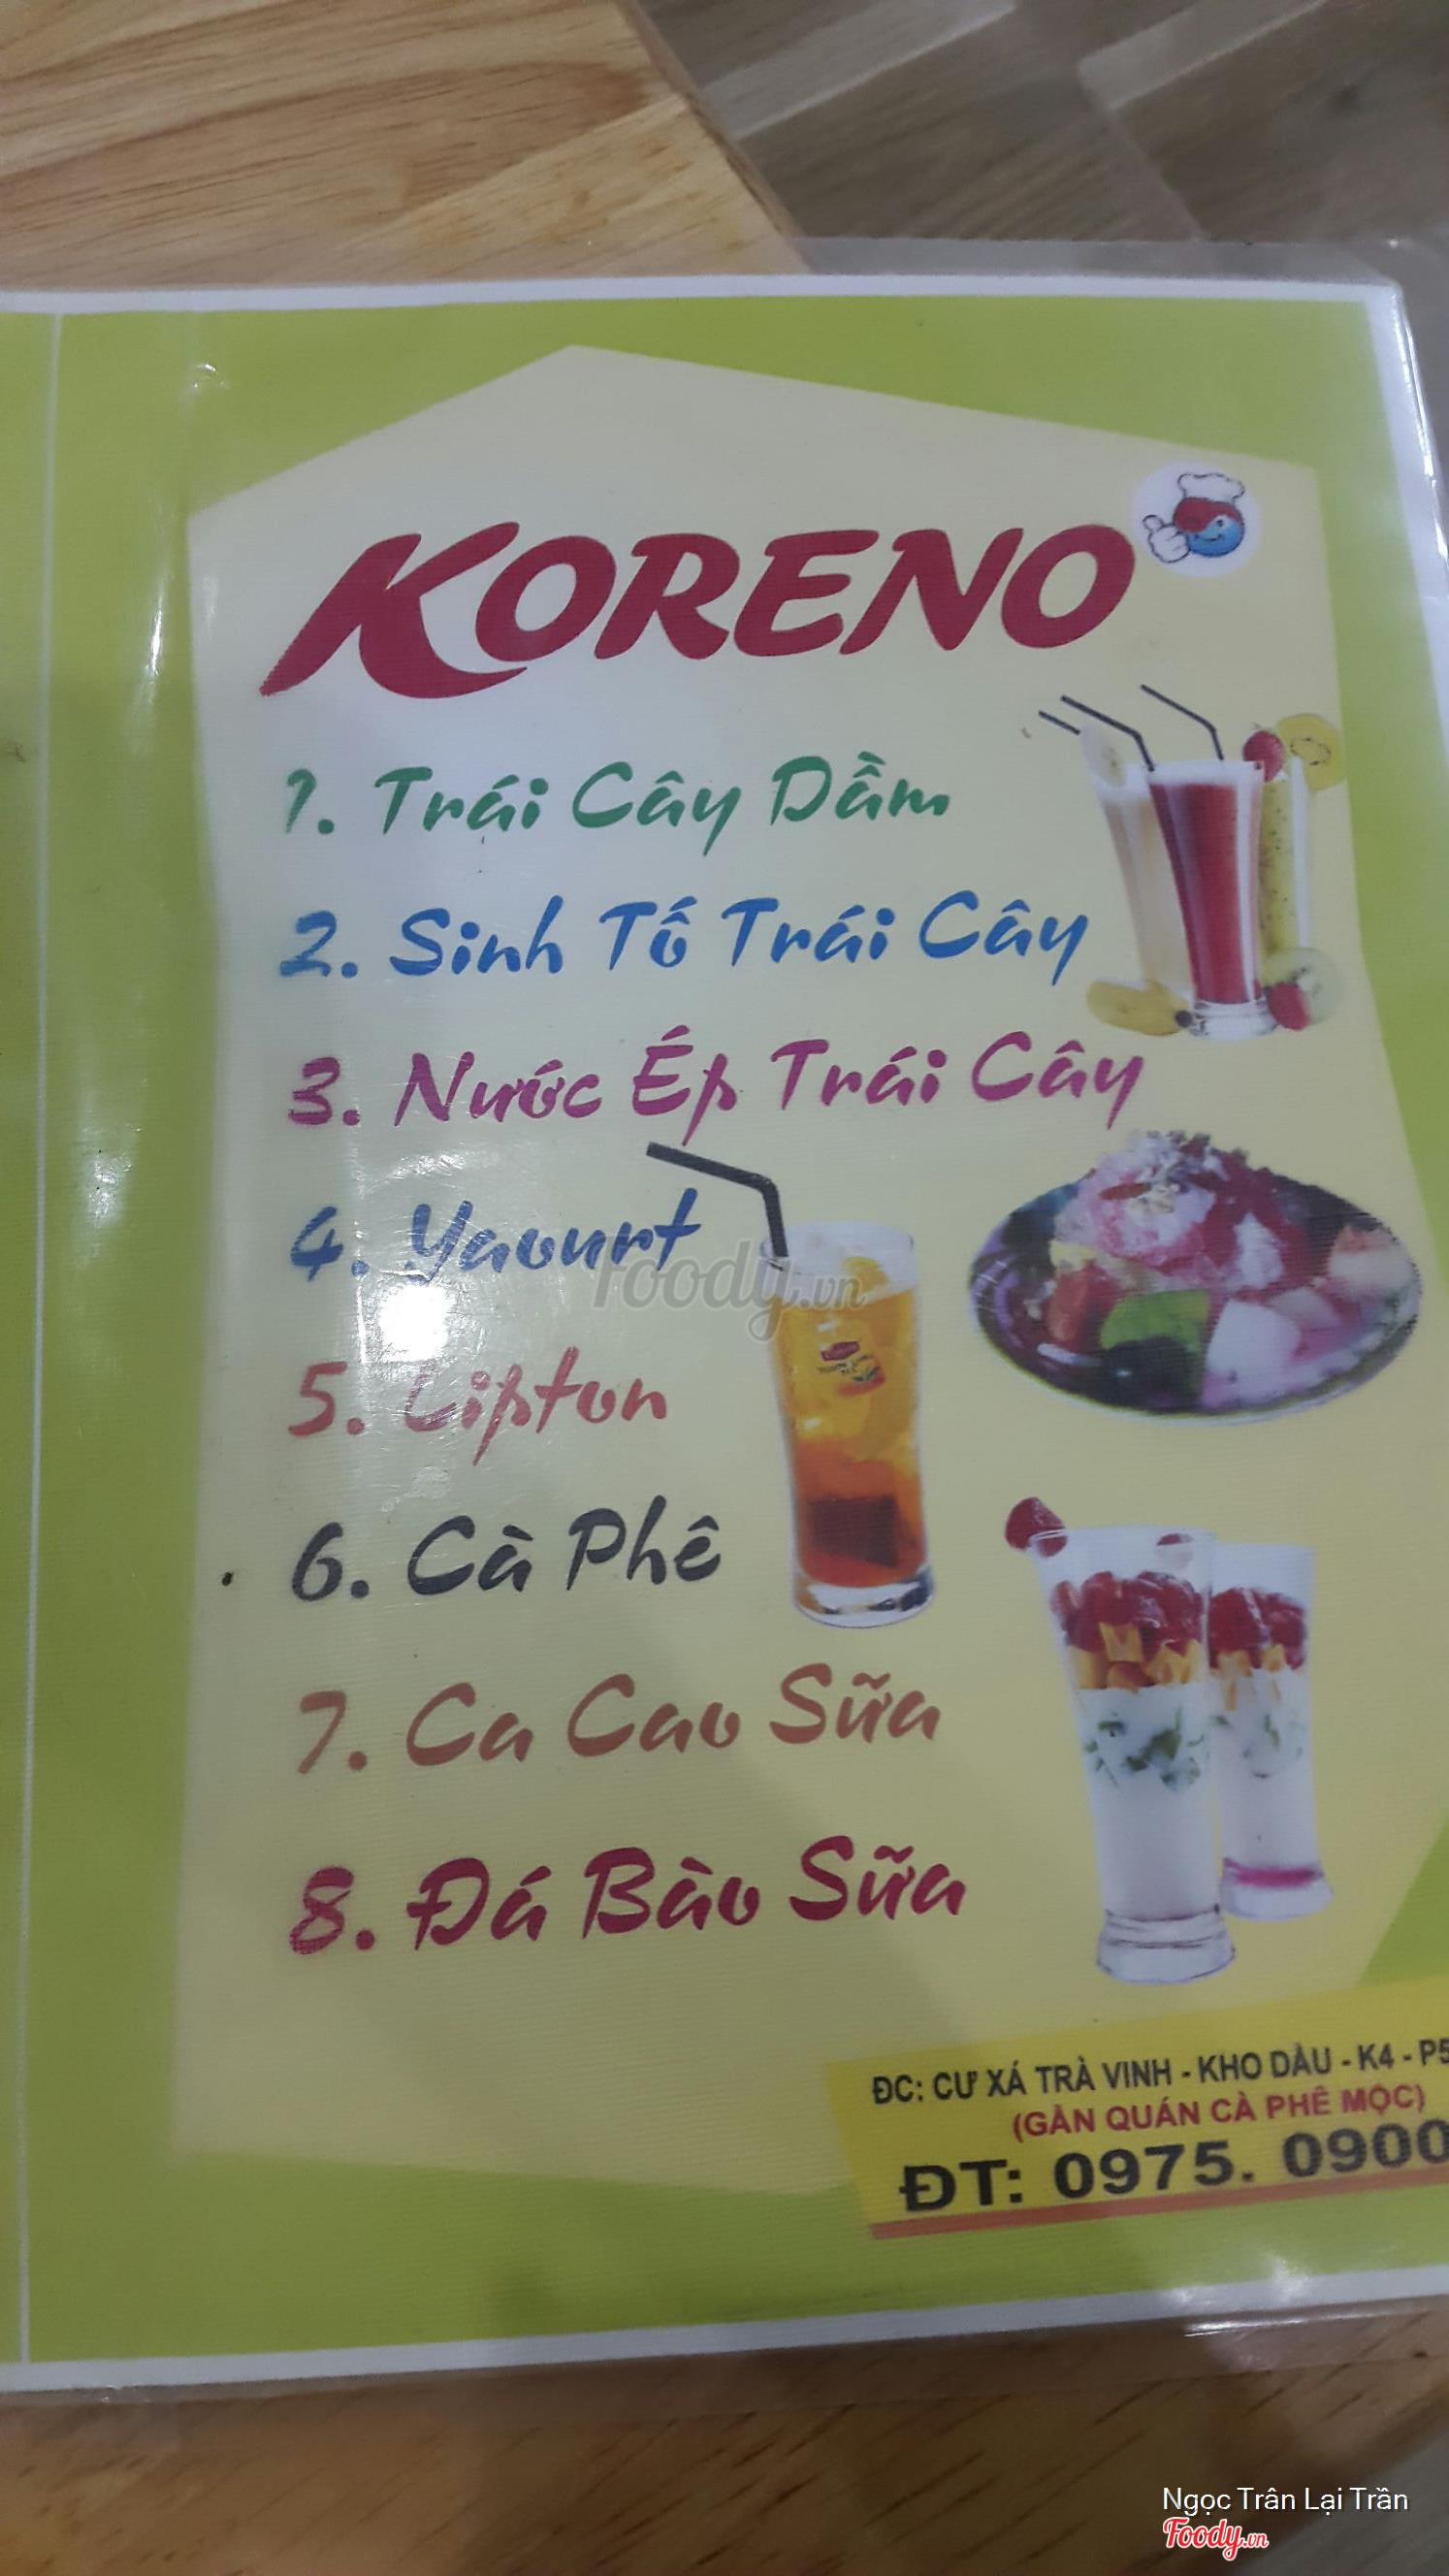 KORENO
1. Trái Cây Dầm
2. Sinh Tố Trái Cây
3. Nước Ép Trái Cây
4. Yaourt
5. Lipton
6. Cà Phê
7. Ca Cao Sữa
8. Đá Bào Sữa
ĐC: CƯ XÁ TRÀ VINH - KHO DẦU - K4 - P5
(GẦN QUÁN CÀ PHÊ MỘC)
ĐT: 0975. 0900
Foody.vn
Ngọc Trân Lại Trần
Foody.vn